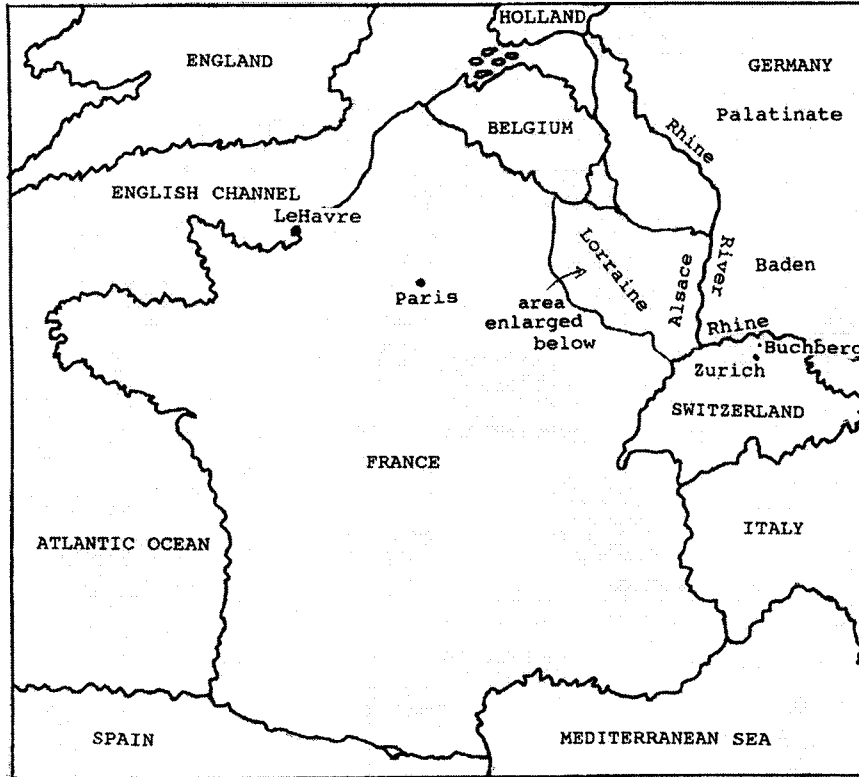 HOLLAND
ENGLAND
GERMANY
Palatinate
BELGIUM
Rhine
ENGLISH CHANNEL
LeHavre
Lorraine
Alsace
River
Baden
Paris
area
enlarged
below
Rhine
Buchberg
Zurich
SWITZERLAND
FRANCE
ITALY
ATLANTIC OCEAN
SPAIN
MEDITERRANEAN SEA